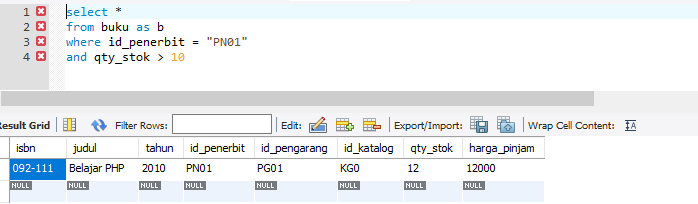 1 select *
2 from buku as b
3 where id_penerbit = "PN01"
4 and qty_stok > 10
Result Grid Filter Rows: Edit: Export/Import: Wrap Cell Content: IA
isbn judul tahun id_penerbit id_pengarang id_katalog qty_stok harga_pinjam
092-111 Belajar PHP 2010 PN01 PG01 KG0 12 12000
NULL NULL NULL NULL NULL NULL NULL NULL